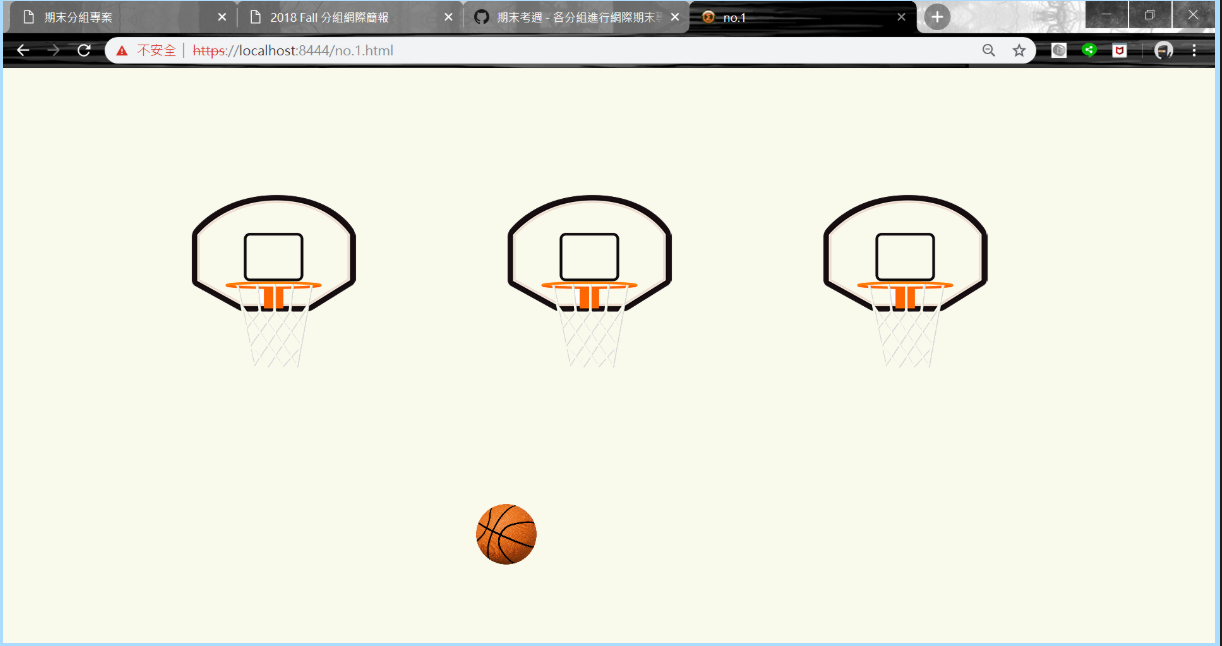 期末分組專案
2018 Fall 分組網際簡報
期末考週 - 各分組進行網際期末
no.1
不安全 | https://localhost:8444/no.1.html